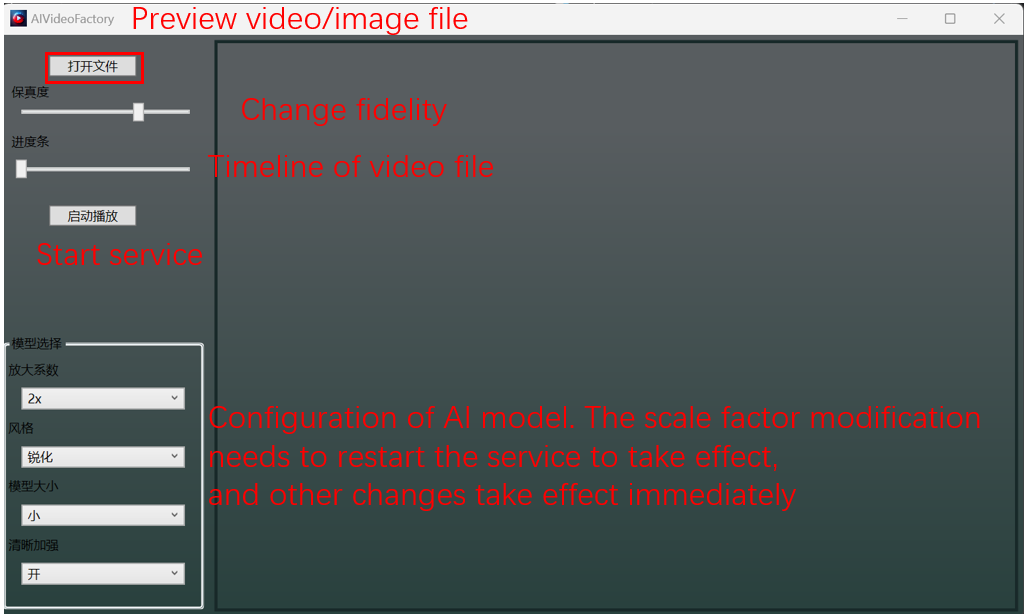 AIVideoFactory
Preview video/image file
打开文件
保真度
Change fidelity
进度条
Timeline of video file
启动播放
Start service
模型选择
放大系数
2x
风格
锐化
模型大小
小
清晰加强
开
Configuration of AI model. The scale factor modification
needs to restart the service to take effect,
and other changes take effect immediately